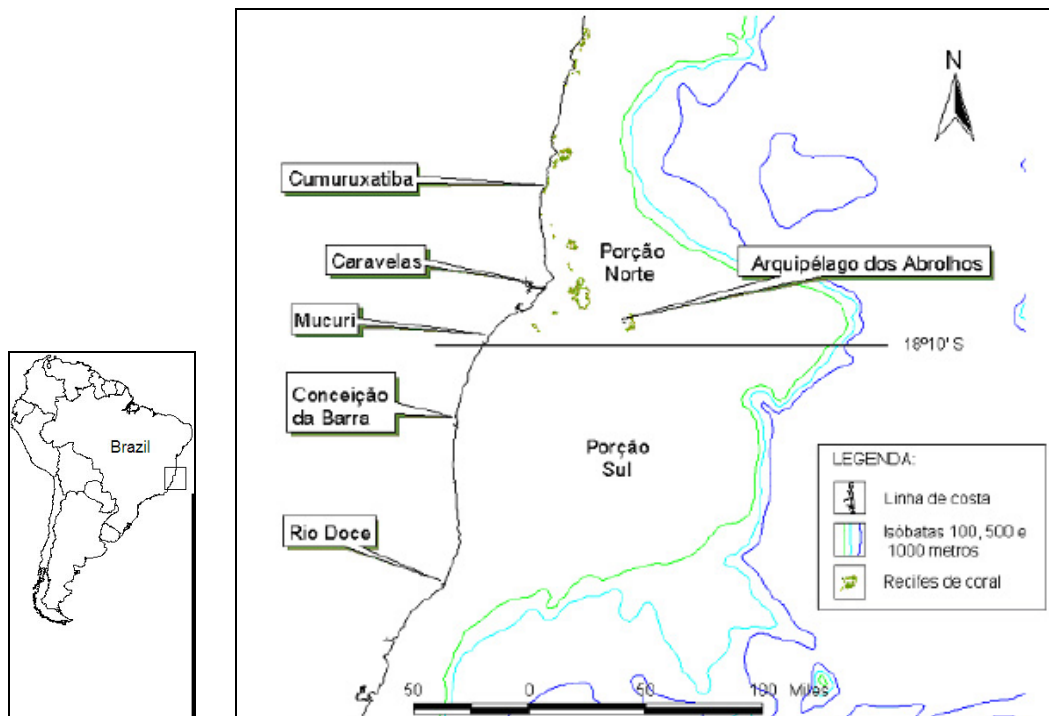 Brazil
N
Cumuruxatiba
Caravelas
Porção
Norte
Arquipélago dos Abrolhos
Mucuri
18º10' S
Conceição
da Barra
Porção
Sul
Rio Doce
LEGENDA:
Linha de costa
Isóbatas 100, 500 e
1000 metros
Recifes de coral
50 0 50 100 Miles